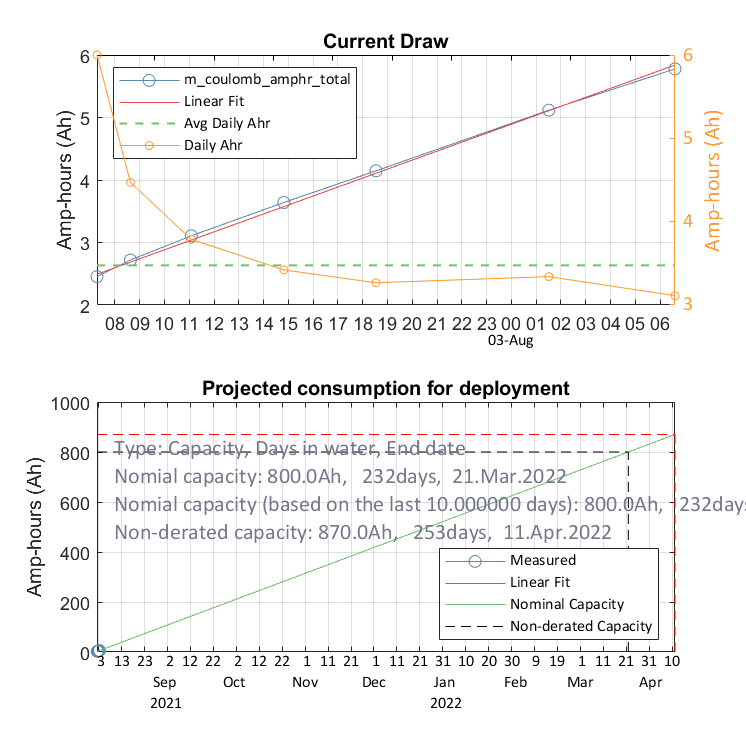 Current Draw
6
5
4
3
2
Amp-hours (Ah)
m_coulomb_amphr_total
Linear Fit
Avg Daily Ahr
Daily Ahr
6
5
4
3
Amp-hours (Ah)
08 09 10 11 12 13 14 15 16 17 18 19 20 21 22 23 00 01 02 03 04 05 06
03-Aug
Projected consumption for deployment
1000
800
600
400
200
0
Amp-hours (Ah)
Type: Capacity, Days in water, End date
Nomial capacity: 800.0Ah, 232days, 21.Mar.2022
Nomial capacity (based on the last 10.000000 days): 800.0Ah, 232days
Non-derated capacity: 870.0Ah, 253days, 11.Apr.2022
Measured
Linear Fit
Nominal Capacity
Non-derated Capacity
3 13 23 2 12 22 2 12 22 1 11 21 1 11 21 31 10 20 30 9 19 1 11 21 31 10
Sep Oct Nov Dec Jan Feb Mar Apr
2021 2022